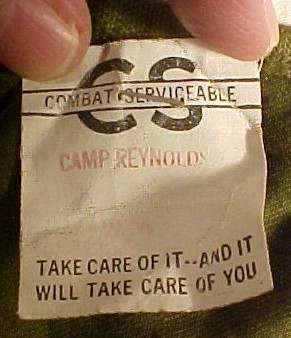 CS
COMBAT SERVICEABLE
CAMP REYNOLDS
TAKE CARE OF IT--AND IT
WILL TAKE CARE OF YOU